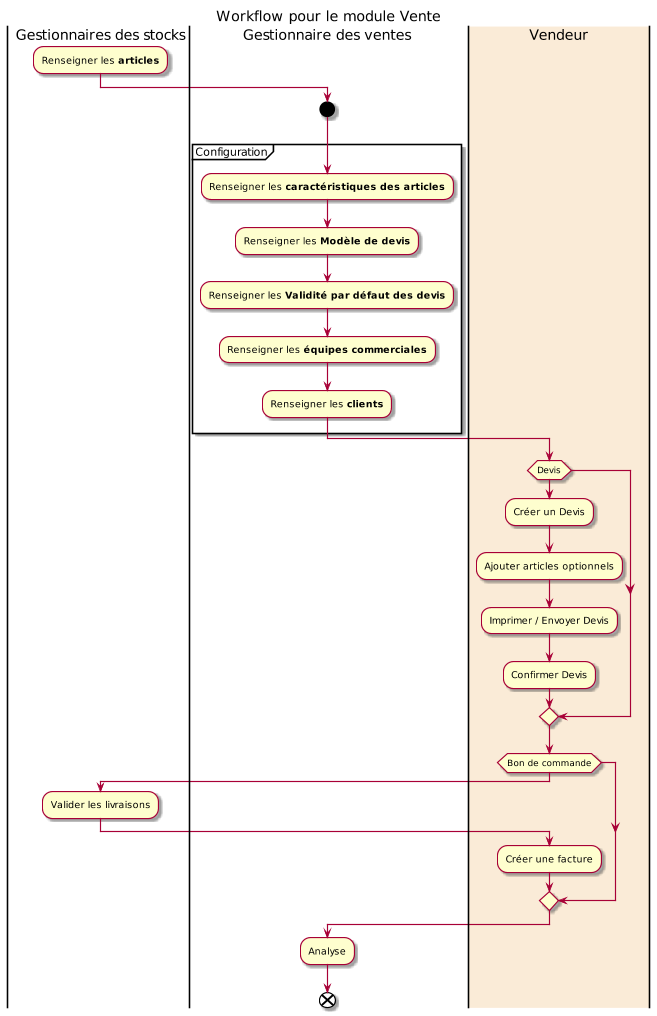 Workflow pour le module Vente
Gestionnaires des stocks
Gestionnaire des ventes
Vendeur
Renseigner les articles
Configuration
Renseigner les caractéristiques des articles
Renseigner les Modèle de devis
Renseigner les Validité par défaut des devis
Renseigner les équipes commerciales
Renseigner les clients
Devis
Créer un Devis
Ajouter articles optionnels
Imprimer / Envoyer Devis
Confirmer Devis
Bon de commande
Valider les livraisons
Créer une facture
Analyse